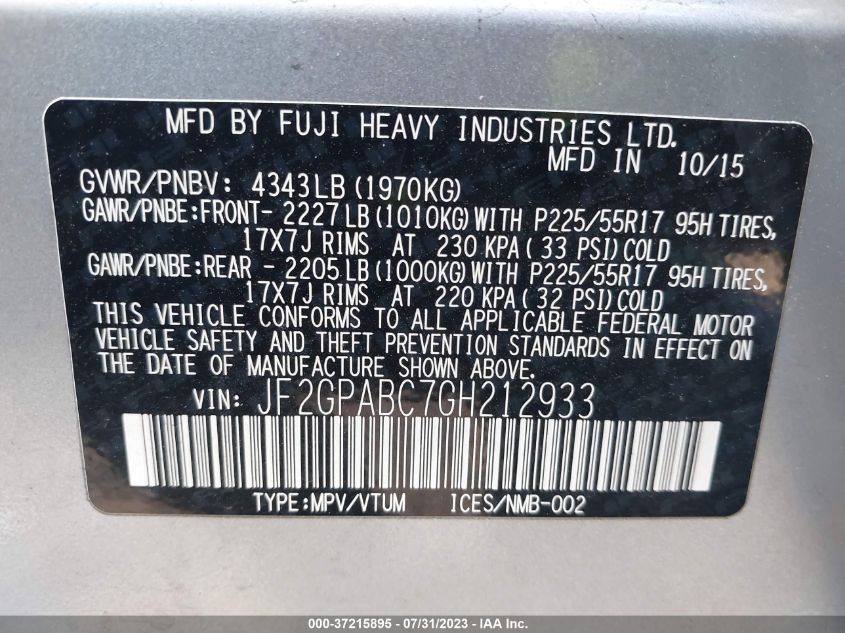 MFD BY FUJI HEAVY INDUSTRIES LTD.
MFD IN 10/15
GVWR/PNBV: 4343LB (1970KG)
GAWR/PNBE:FRONT- 2227LB(1010KG)WITH P225/55R17 95H TIRES,
17X7J RIMS AT 230 KPA(33 PSI)COLD
GAWR/PNBE:REAR - 2205LB(1000KG)WITH P225/55R17 95H TIRES,
17X7J RIMS AT 220 KPA(32 PSI)COLD
THIS VEHICLE CONFORMS TO ALL APPLICABLE FEDERAL MOTOR
VEHICLE SAFETY AND THEFT PREVENTION STANDARDS IN EFFECT ON
THE DATE OF MANUFACTURE SHOWN ABOVE.
VIN: JF2GPABC7GH212933
TYPE:MPV/VTUM ICES/NMB-002
000-37215895 - 07/31/2023 - IAA, Inc.